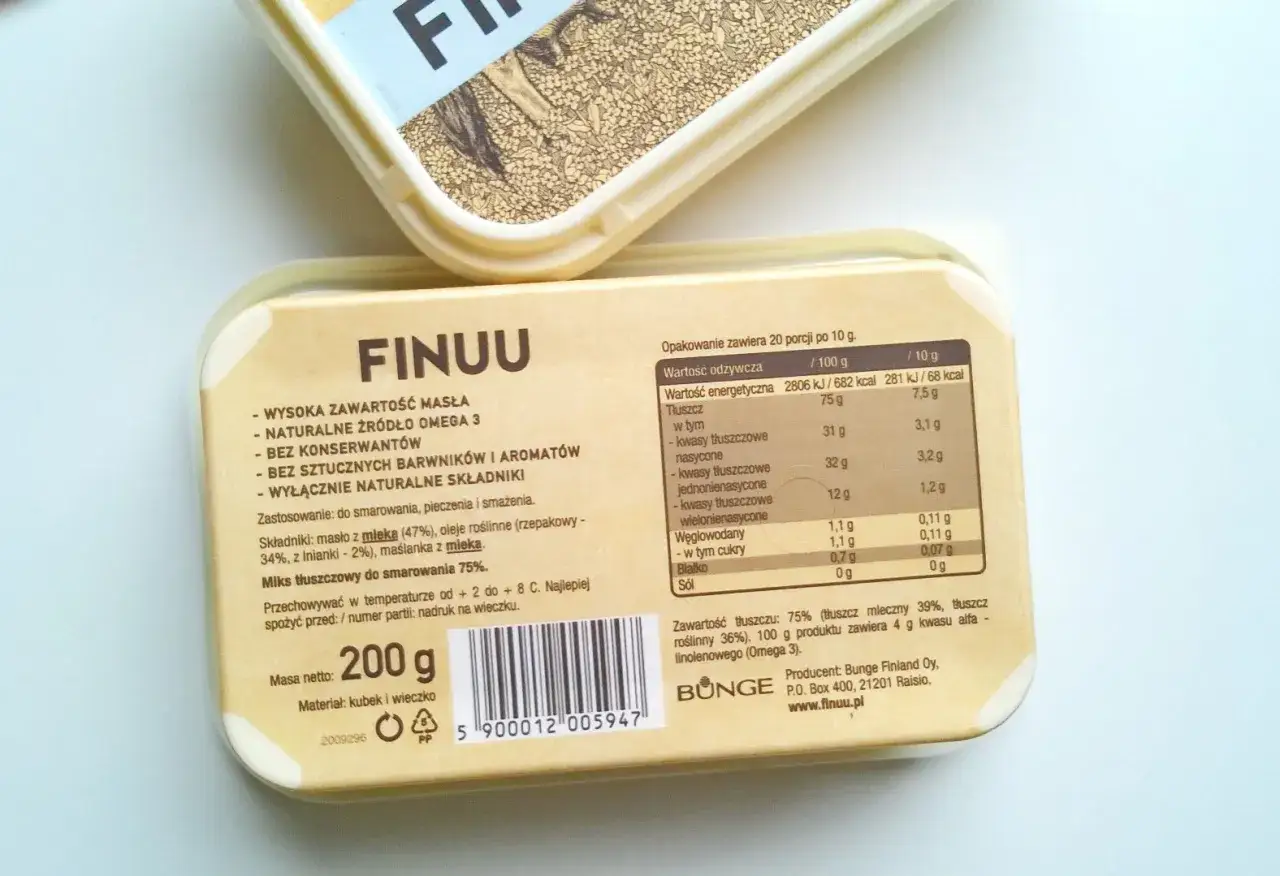 FIN
FINUU
- WYSOKA ZAWARTOŚĆ MASŁA
- NATURALNE ŹRÓDŁO OMEGA 3
- BEZ KONSERWANTÓW
- BEZ SZTUCZNYCH BARWNIKÓW I AROMATÓW
- WYŁĄCZNIE NATURALNE SKŁADNIKI
Zastosowanie: do smarowania, pieczenia i smażenia.
Składniki: masło z mleka (47%), oleje roślinne (rzepakowy -
34%, z lnianki - 2%), maślanka z mleka.
Miks tłuszczowy do smarowania 75%.
Przechowywać w temperaturze od + 2 do + 8 C. Najlepiej
spożyć przed: / numer partii: nadruk na wieczku.
Masa netto: 200 g
Materiał: kubek i wieczko
2009296
5
PP
5 900012 005947
Opakowanie zawiera 20 porcji po 10 g.
Wartość odżywcza / 100 g / 10 g
Wartość energetyczna 2806 kJ / 682 kcal 281 kJ / 68 kcal
Tłuszcz 75 g 7,5 g
w tym
- kwasy tłuszczowe 31 g 3,1 g
nasycone
- kwasy tłuszczowe 32 g 3,2 g
jednonienasycone
- kwasy tłuszczowe 12 g 1,2 g
wielonienasycone
Węglowodany 1,1 g 0,11 g
- w tym cukry 1,1 g 0,11 g
Białko 0,7 g 0,07 g
Sól 0 g 0 g
Zawartość tłuszczu: 75% (tłuszcz mleczny 39%, tłuszcz
roślinny 36%). 100 g produktu zawiera 4 g kwasu alfa -
linolenowego (Omega 3).
BUNGE
Producent: Bunge Finland Oy,
P.O. Box 400, 21201 Raisio,
www.finuu.pl